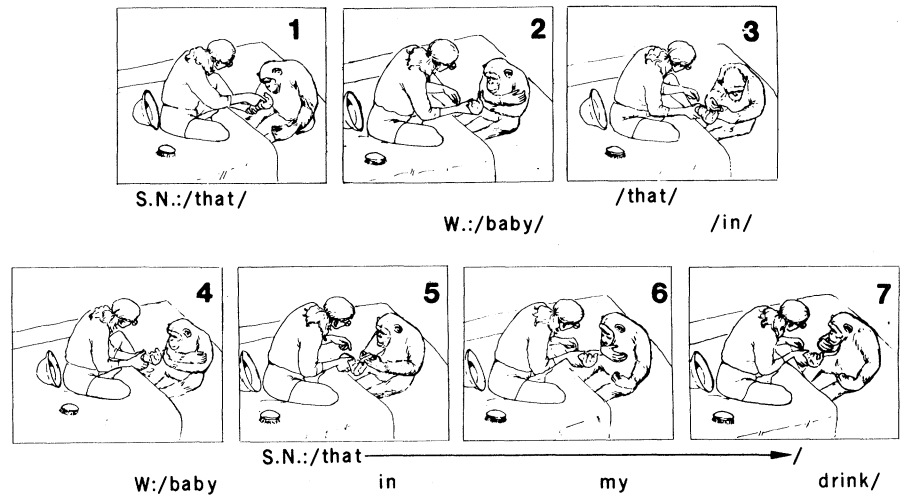 1 2 3
S.N.:/that/ /that/
W.:/baby/ /in/
4 5 6 7
S.N.:/that /
W:/baby in my drink/